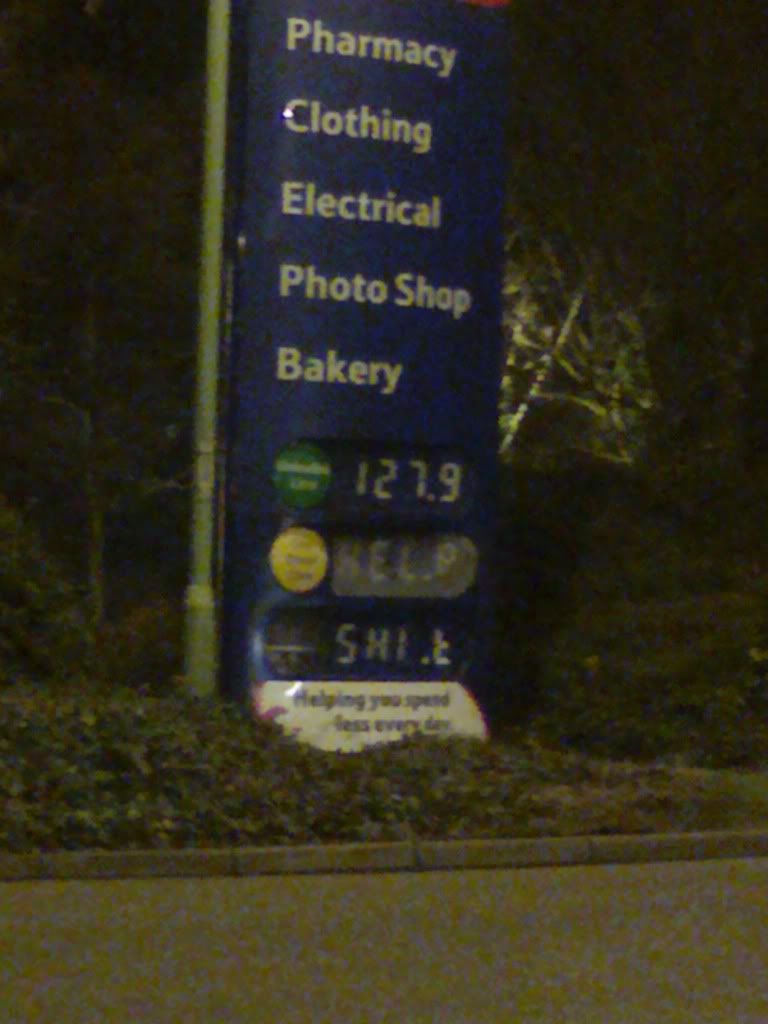 Pharmacy
Clothing
Electrical
Photo Shop
Bakery
127.9
HEL.P
SHI.t
Helping you spend
less every day